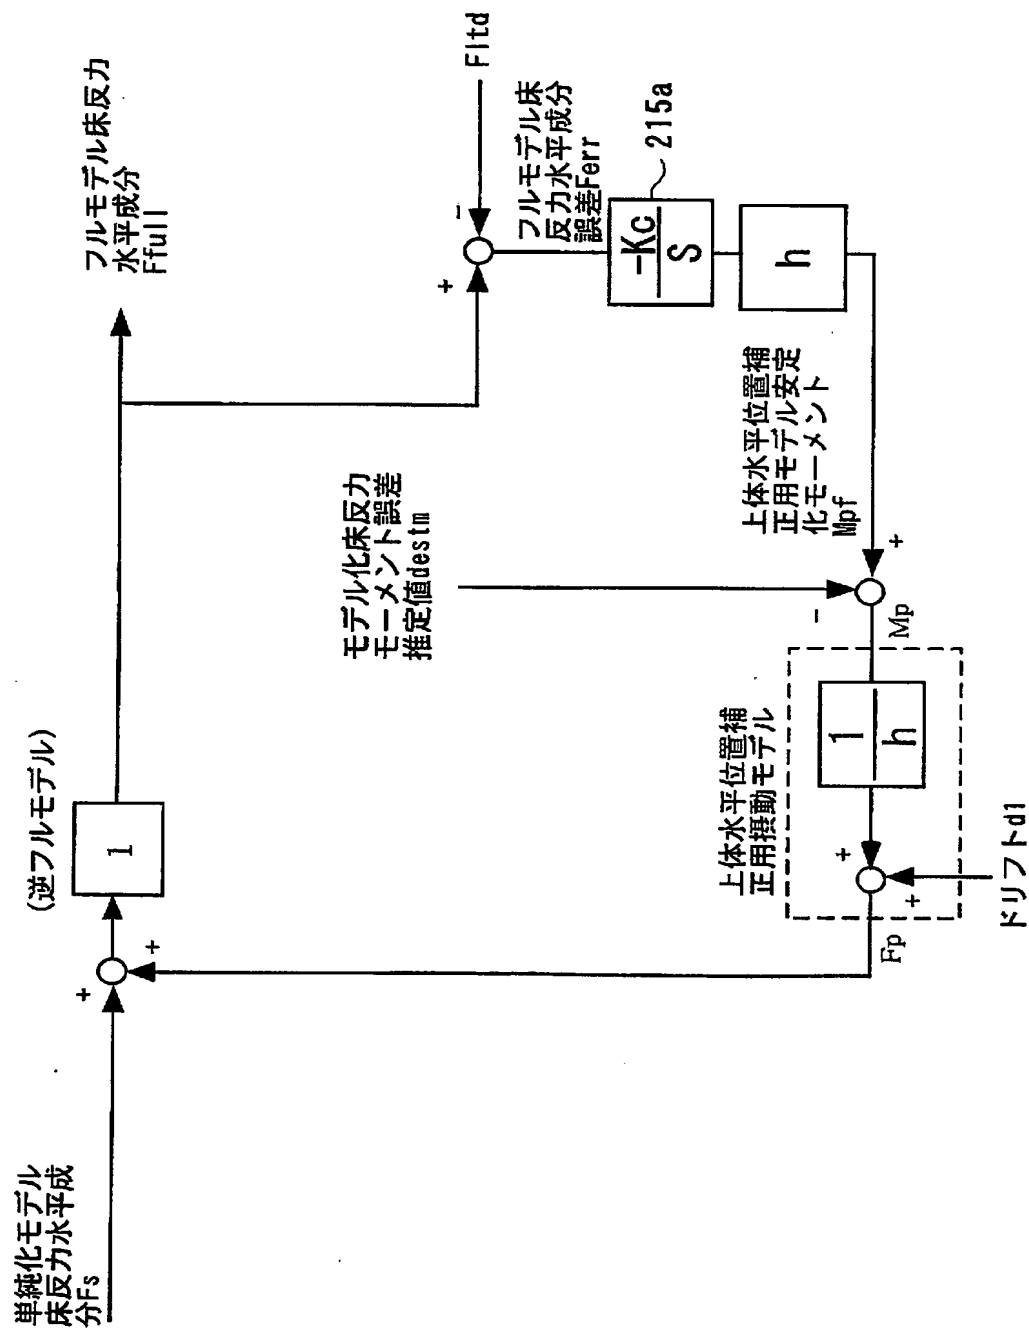 単純化モデル
床反力水平成
分Fs
+
+
(逆フルモデル)
1
フルモデル床反力
水平成分
Ffull
+
-
Fltd
フルモデル床
反力水平成分
誤差Ferr
215a
-Kc
S
h
上体水平位置補
正用モデル安定
化モーメント
Mpf
+
-
モデル化床反力
モーメント誤差
推定値destm
Mp
上体水平位置補
正用摂動モデル
1
h
+
+
ドリフトd1
Fp